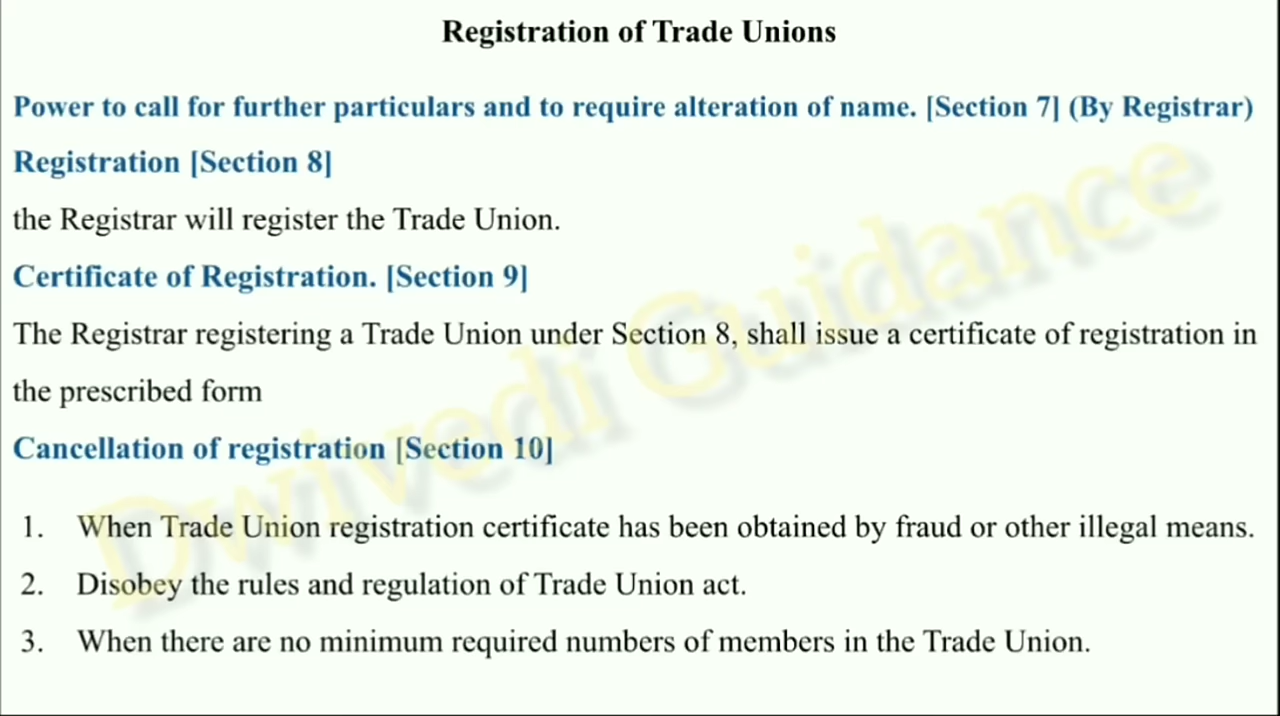 Registration of Trade Unions
Power to call for further particulars and to require alteration of name. [Section 7] (By Registrar)
Registration [Section 8]
the Registrar will register the Trade Union.
Certificate of Registration. [Section 9]
The Registrar registering a Trade Union under Section 8, shall issue a certificate of registration in
the prescribed form
Cancellation of registration [Section 10]
1. When Trade Union registration certificate has been obtained by fraud or other illegal means.
2. Disobey the rules and regulation of Trade Union act.
3. When there are no minimum required numbers of members in the Trade Union.
Dwivedi Guidance